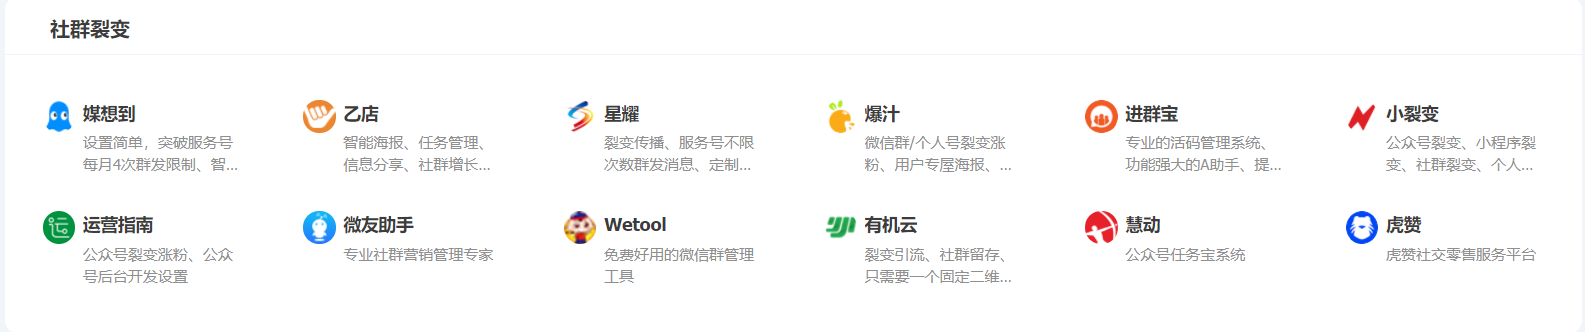 社群裂变
媒想到
设置简单，突破服务号
每月4次群发限制、智...
乙店
智能海报、任务管理、
信息分享、社群增长...
星耀
裂变传播、服务号不限
次数群发消息、定制...
爆汁
微信群/个人号裂变涨
粉、用户专屋海报、...
进群宝
专业的活码管理系统、
功能强大的A助手、提...
小裂变
公众号裂变、小程序裂
变、社群裂变、个人...
运营指南
公众号裂变涨粉、公众
号后台开发设置
微友助手
专业社群营销管理专家
Wetool
免费好用的微信群管理
工具
有机云
裂变引流、社群留存、
只需要一个固定二维...
慧动
公众号任务宝系统
虎赞
虎赞社交零售服务平台